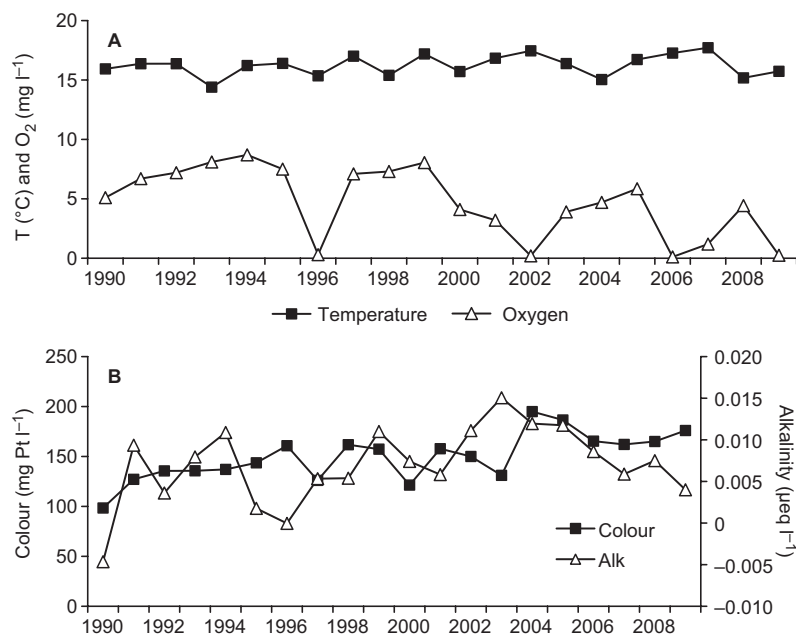 A
T (°C) and O₂ (mg l⁻¹)
20
15
10
5
0
1990 1992 1994 1996 1998 2000 2002 2004 2006 2008
Temperature Oxygen
B
Colour (mg Pt l⁻¹)
250
200
150
100
50
0
0.020
0.015
0.010
0.005
0
–0.005
–0.010
Alkalinity (µeq l⁻¹)
Colour
Alk
1990 1992 1994 1996 1998 2000 2002 2004 2006 2008